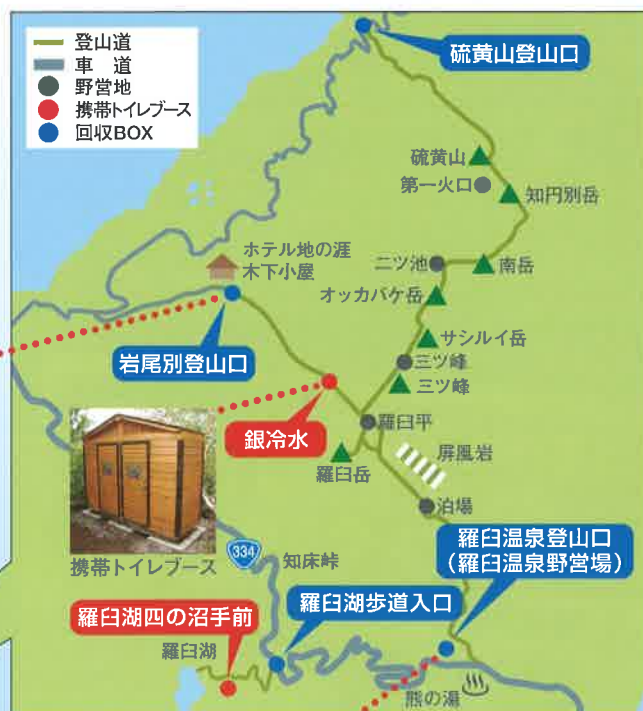 登山道
車　道
野営地
携帯トイレブース
回収BOX
硫黄山登山口
硫黄山
第一火口
知円別岳
ホテル地の涯
木下小屋
二ツ池
南岳
オッカバケ岳
サシルイ岳
三ツ峰
三ツ峰
岩尾別登山口
銀冷水
羅臼平
屏風岩
羅臼岳
泊場
携帯トイレブース
334
知床峠
羅臼温泉登山口
（羅臼温泉野営場）
羅臼湖歩道入口
羅臼湖四の沼手前
羅臼湖
熊の湯